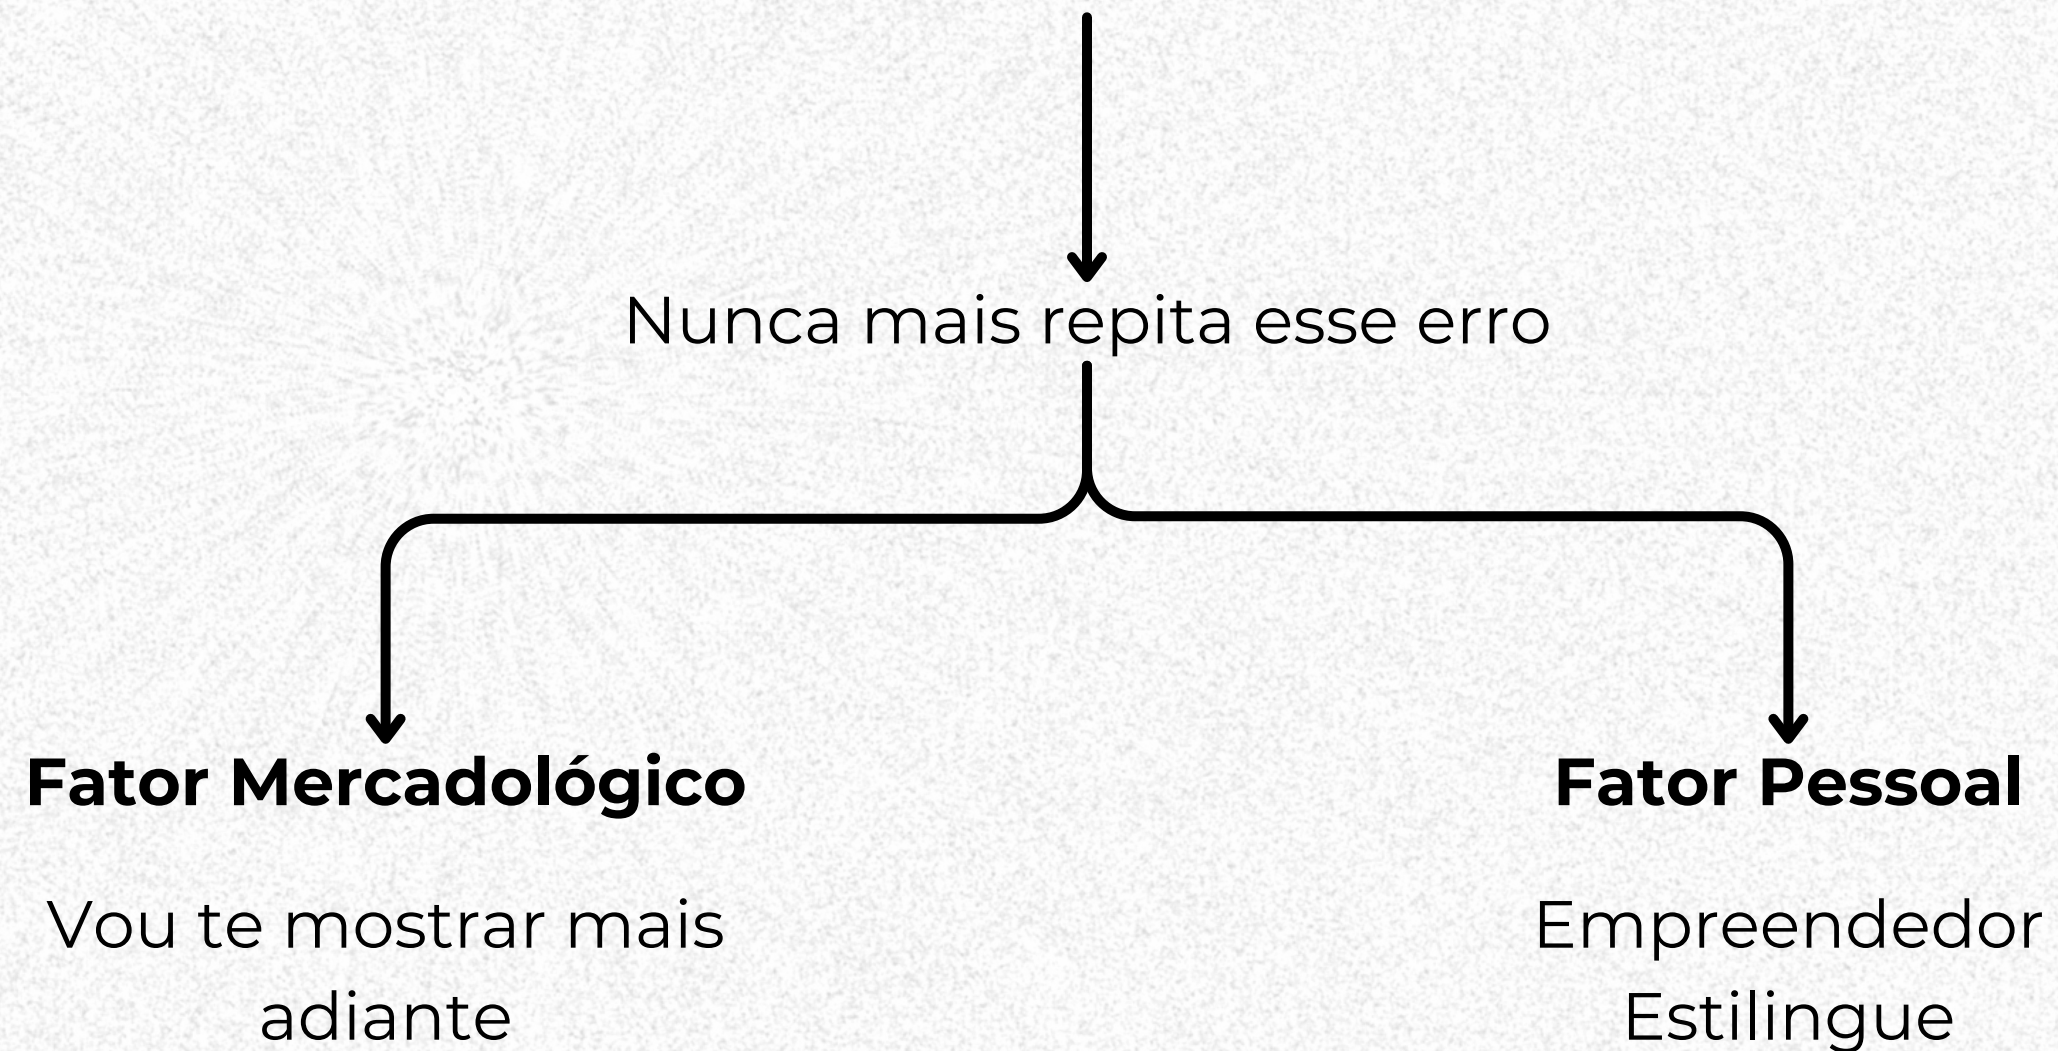 Nunca mais repita esse erro
Fator Mercadológico
Vou te mostrar mais
adiante
Fator Pessoal
Empreendedor
Estilingue